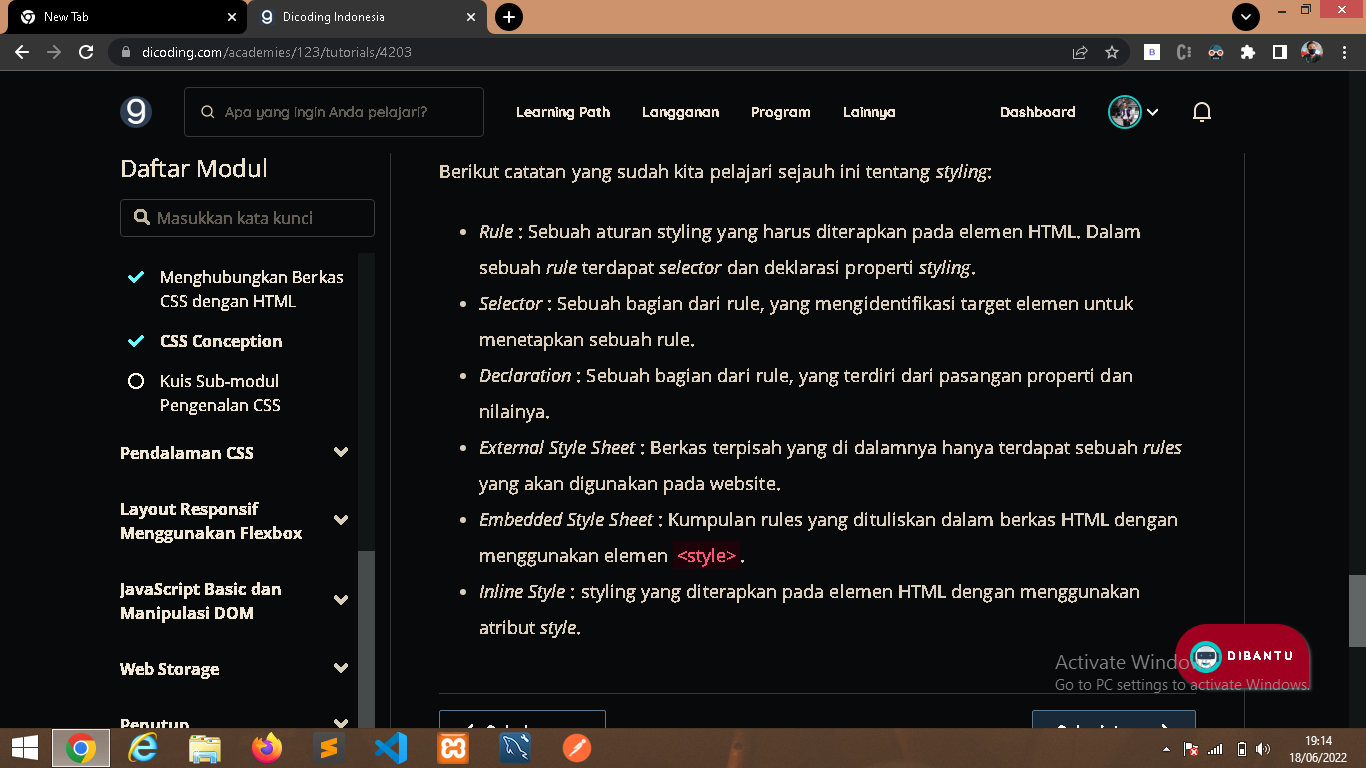 New Tab
Dicoding Indonesia
dicoding.com/academies/123/tutorials/4203
Apa yang ingin Anda pelajari?
Learning Path
Langganan
Program
Lainnya
Dashboard
Daftar Modul
Masukkan kata kunci
Menghubungkan Berkas
CSS dengan HTML
CSS Conception
Kuis Sub-modul
Pengenalan CSS
Pendalaman CSS
Layout Responsif
Menggunakan Flexbox
JavaScript Basic dan
Manipulasi DOM
Web Storage
Penutup
Berikut catatan yang sudah kita pelajari sejauh ini tentang styling:
Rule : Sebuah aturan styling yang harus diterapkan pada elemen HTML. Dalam
sebuah rule terdapat selector dan deklarasi properti styling.
Selector : Sebuah bagian dari rule, yang mengidentifikasi target elemen untuk
menetapkan sebuah rule.
Declaration : Sebuah bagian dari rule, yang terdiri dari pasangan properti dan
nilainya.
External Style Sheet : Berkas terpisah yang di dalamnya hanya terdapat sebuah rules
yang akan digunakan pada website.
Embedded Style Sheet : Kumpulan rules yang dituliskan dalam berkas HTML dengan
menggunakan elemen <style>.
Inline Style : styling yang diterapkan pada elemen HTML dengan menggunakan
atribut style.
DIBANTU
Activate Windows
Go to PC settings to activate Windows.
19:14
18/06/2022